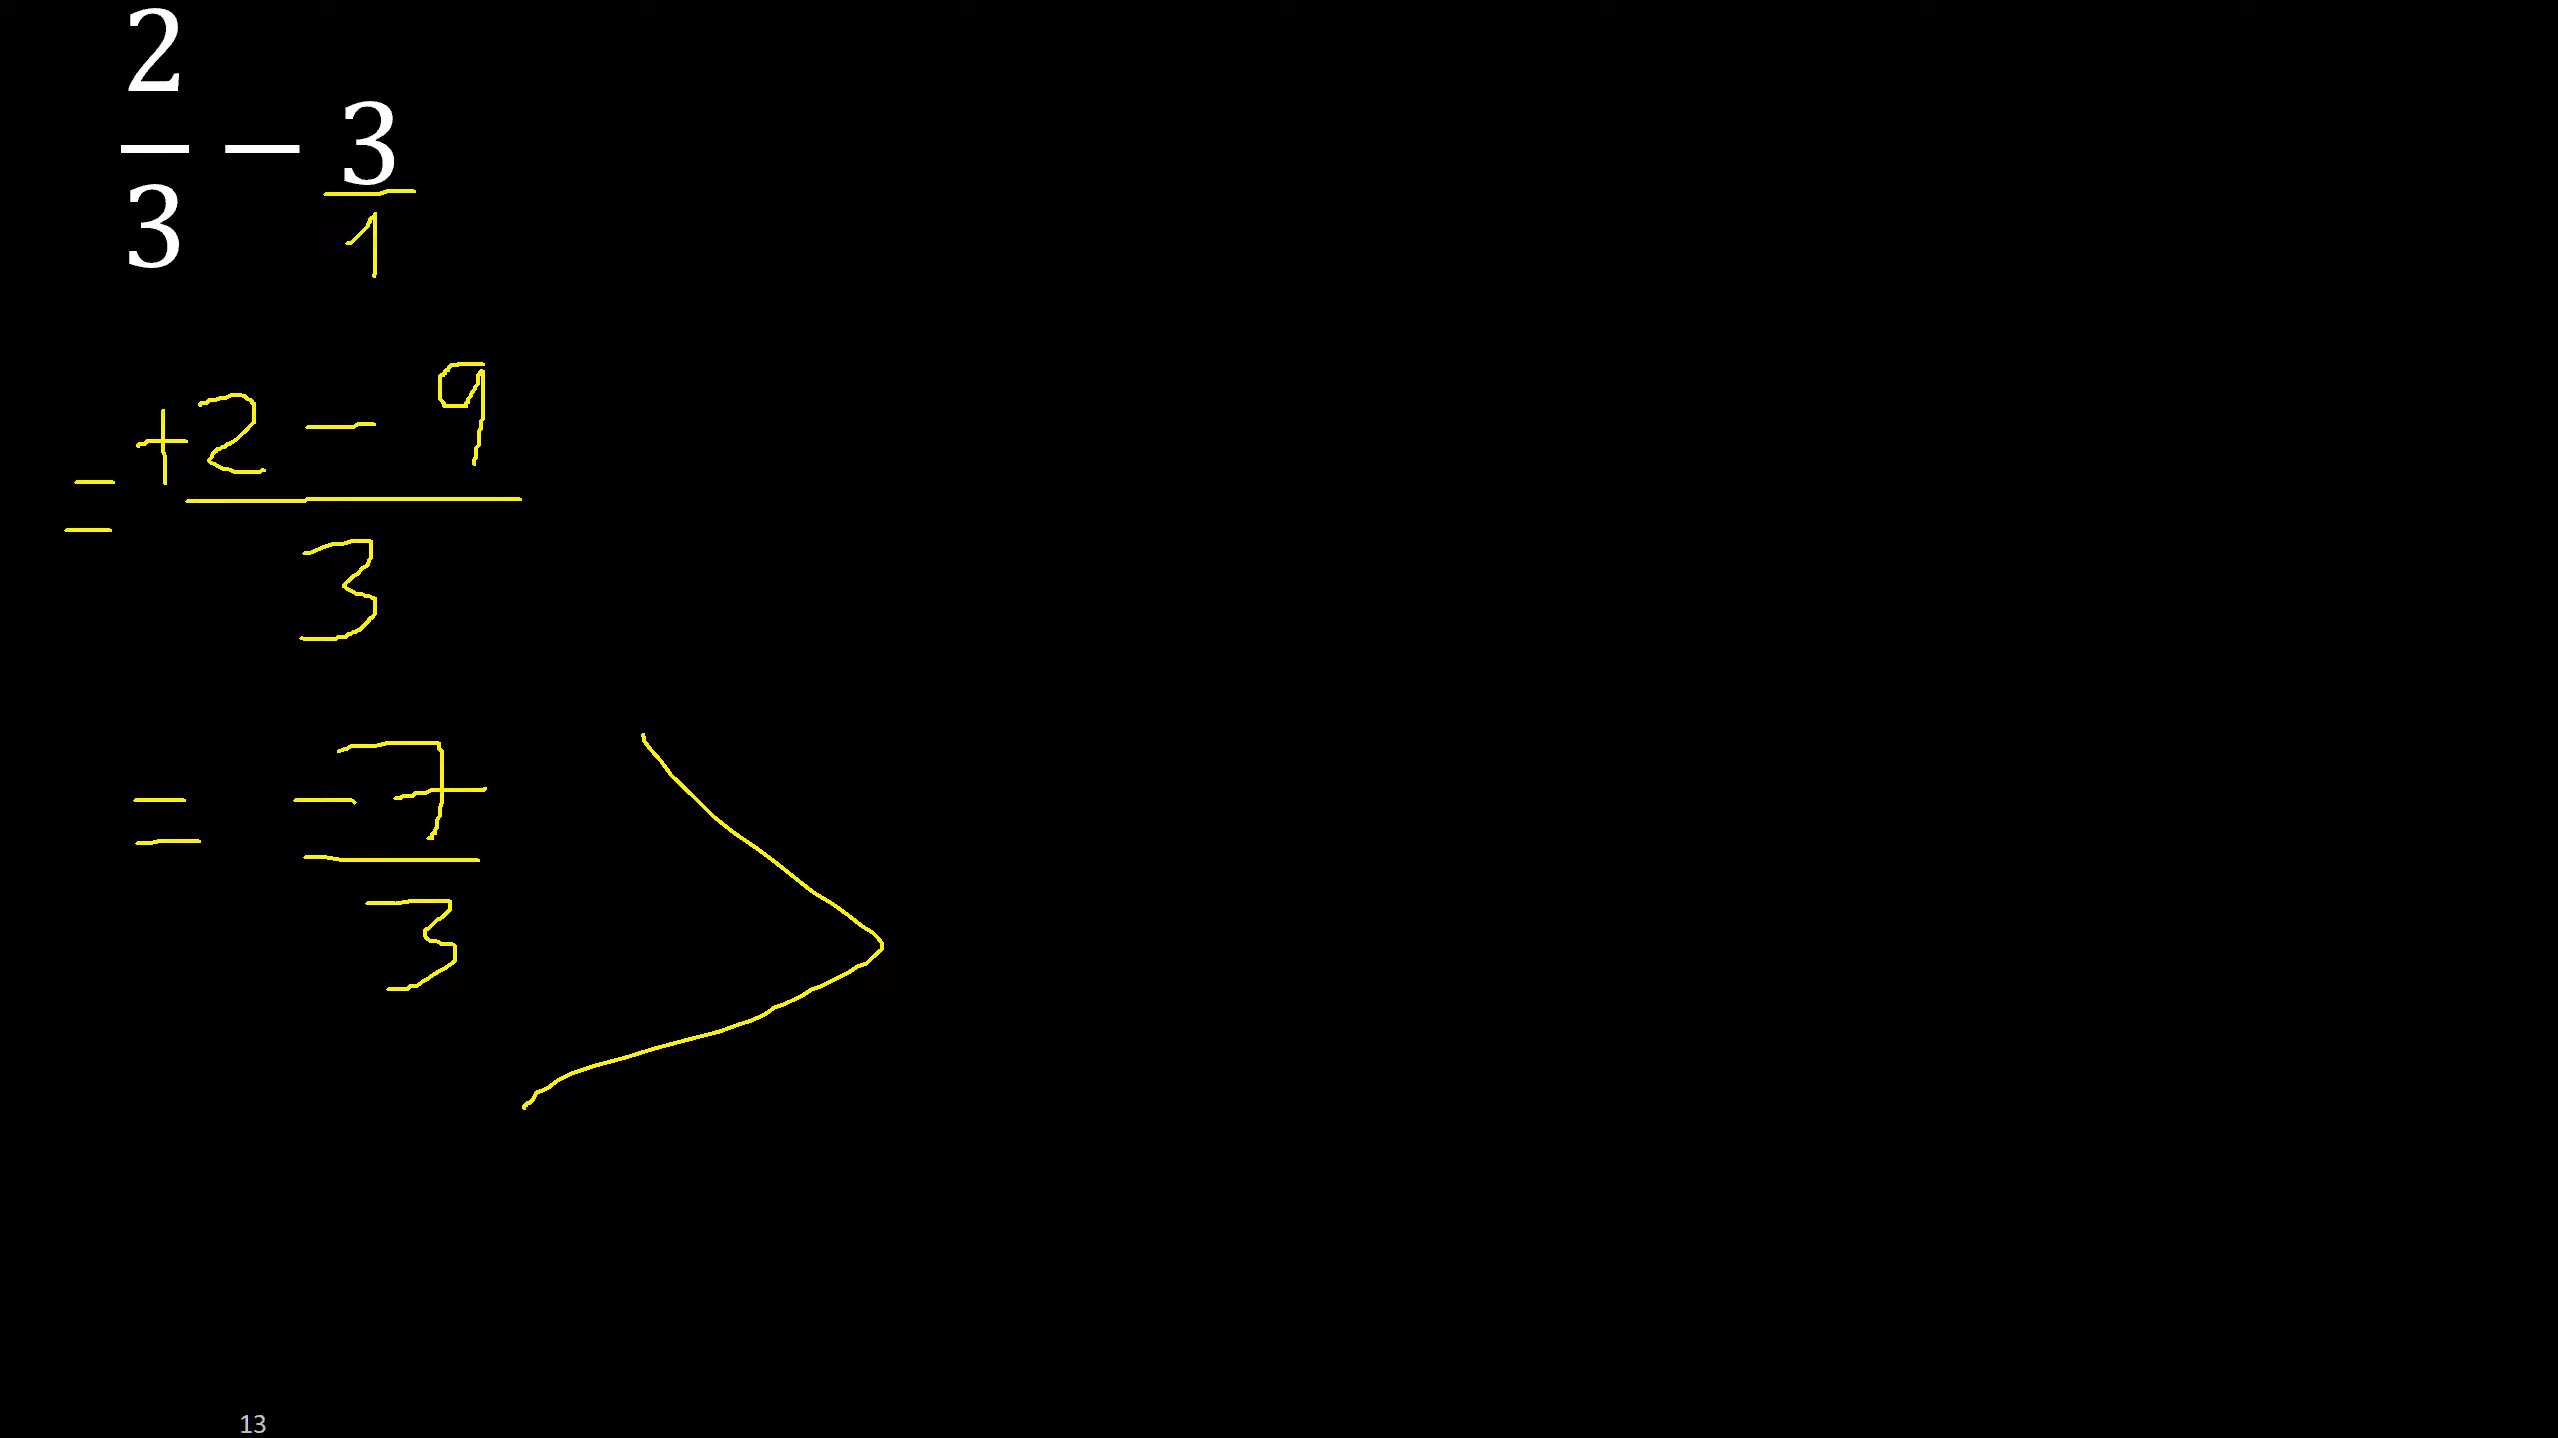 2/3 − 3/1
= +2 − 9 / 3
= −7/3
13